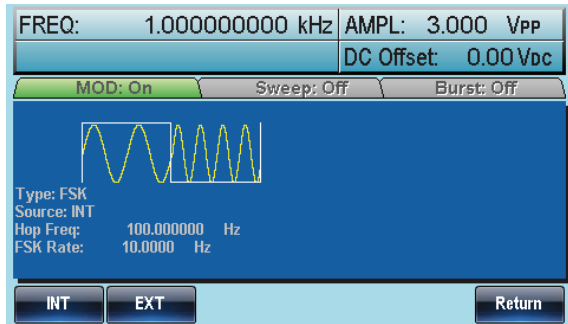 FREQ: 1.000000000 kHz AMPL: 3.000 VPP
DC Offset: 0.00 VDC
MOD: On Sweep: Off Burst: Off
Type: FSK
Source: INT
Hop Freq: 100.000000 Hz
FSK Rate: 10.0000 Hz
INT EXT Return